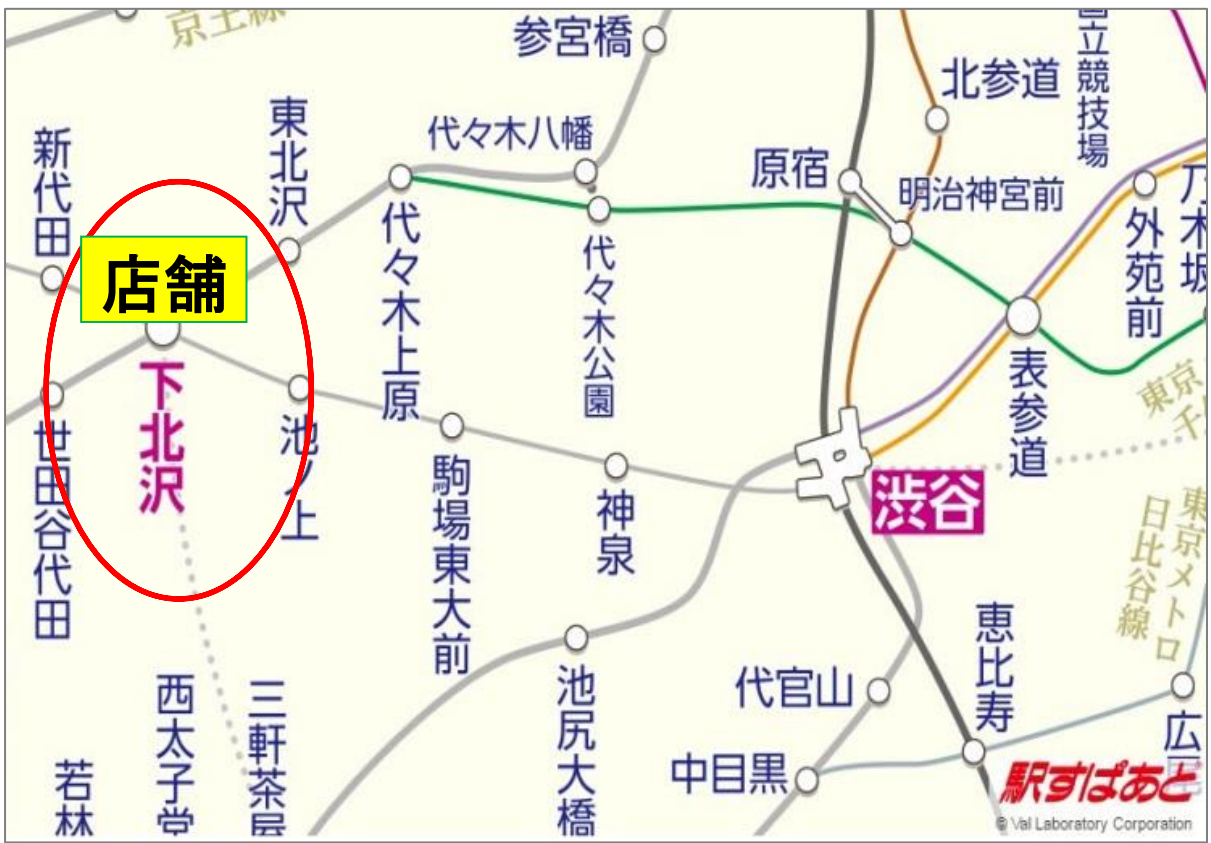 京王線
参宮橋
国立競技場
北参道
東北沢
代々木八幡
新代田
原宿
明治神宮前
乃木坂
外苑前
代々木上原
代々木公園
店舗
表参道
下北沢
東京
千
世田谷代田
池ノ上
駒場東大前
神泉
渋谷
東京メトロ
日比谷線
恵比寿
池尻大橋
代官山
西太子堂
三軒茶屋
若林
中目黒
広尾
駅すぱあと
© Val Laboratory Corporation